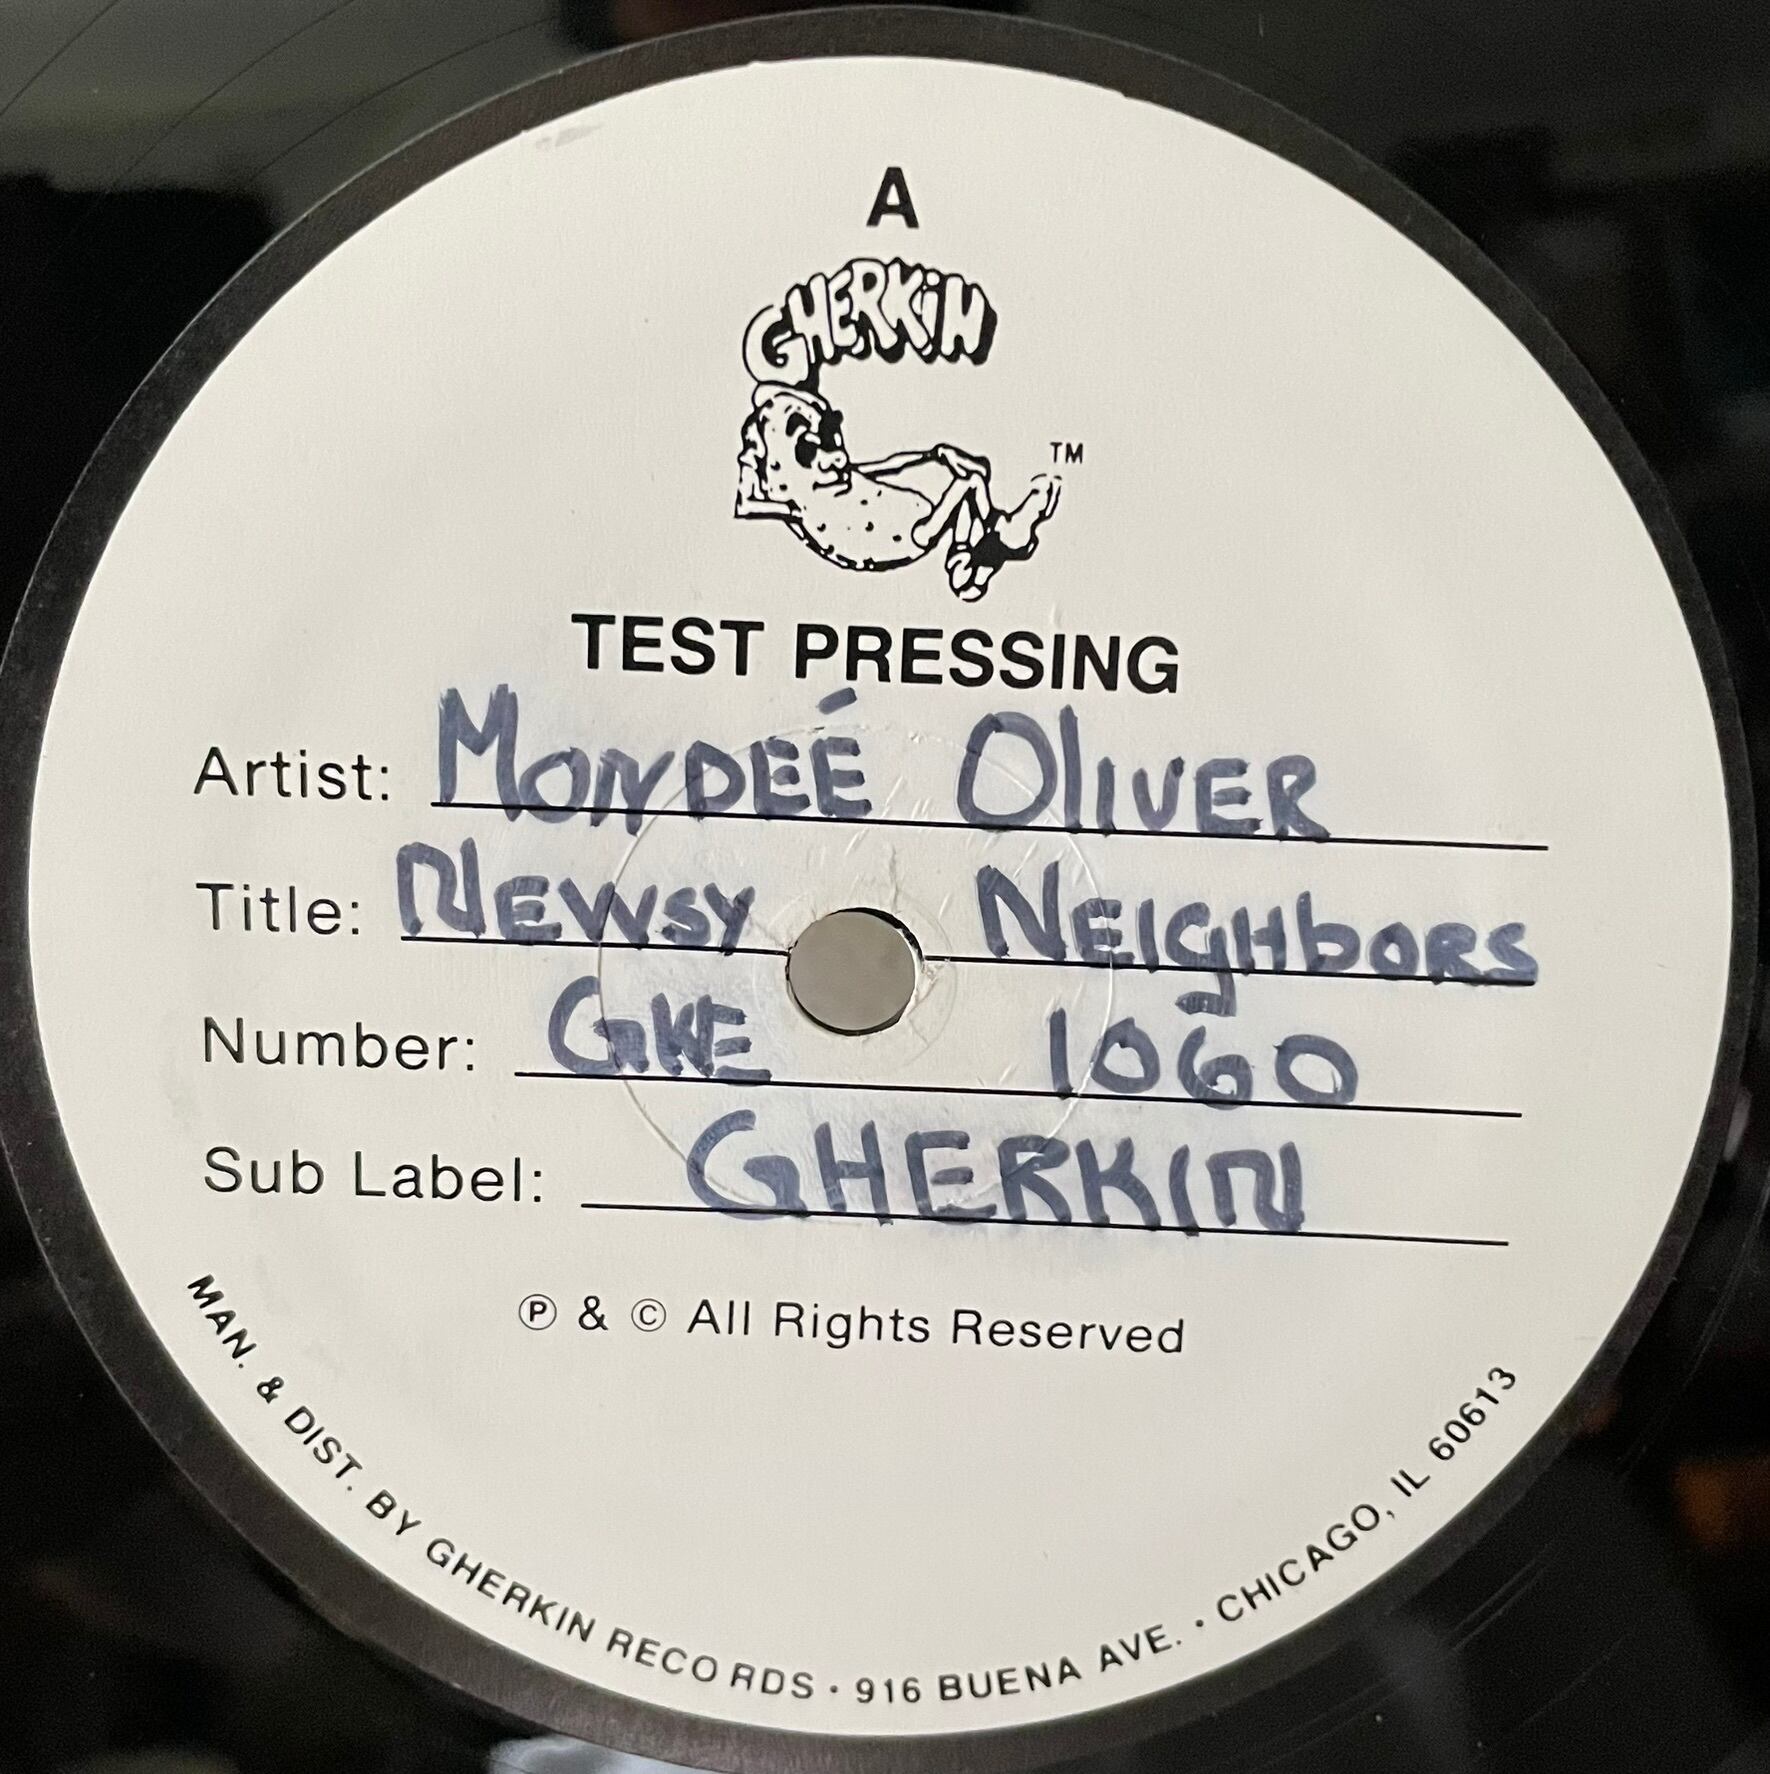 A
GHERKIN
TM
TEST PRESSING
Artist: MONDEÉ OLIVER
Title: NEWSY NEIGHBORS
Number: GKE 1060
Sub Label: GHERKIN
Ⓟ & © All Rights Reserved
MAN. & DIST. BY GHERKIN RECORDS · 916 BUENA AVE. · CHICAGO, IL 60613